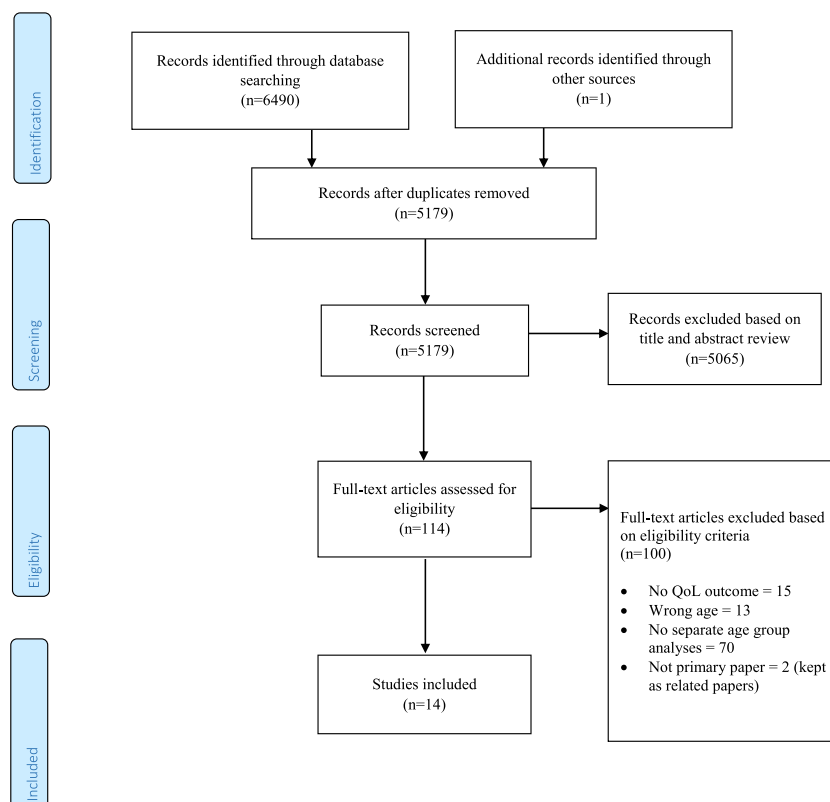 Identification
Records identified through database
searching
(n=6490)
Additional records identified through
other sources
(n=1)
Records after duplicates removed
(n=5179)
Screening
Records screened
(n=5179)
Records excluded based on
title and abstract review
(n=5065)
Eligibility
Full-text articles assessed for
eligibility
(n=114)
Full-text articles excluded based
on eligibility criteria
(n=100)
• No QoL outcome = 15
• Wrong age = 13
• No separate age group
analyses = 70
• Not primary paper = 2 (kept
as related papers)
Included
Studies included
(n=14)